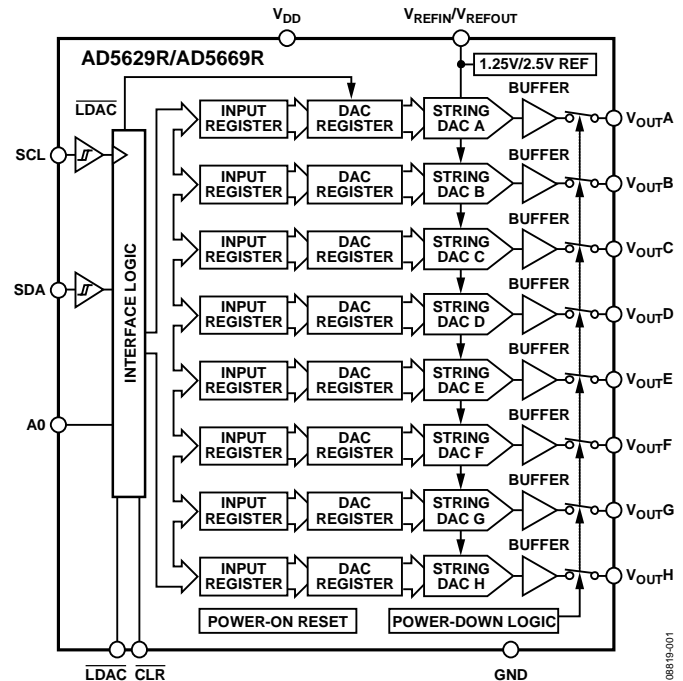 VDD
VREFIN/VREFOUT
AD5629R/AD5669R
1.25V/2.5V REF
LDAC
BUFFER
INPUT
REGISTER
DAC
REGISTER
STRING
DAC A
VOUTA
SCL
BUFFER
INPUT
REGISTER
DAC
REGISTER
STRING
DAC B
VOUTB
BUFFER
INPUT
REGISTER
DAC
REGISTER
STRING
DAC C
VOUTC
SDA
INTERFACE LOGIC
BUFFER
INPUT
REGISTER
DAC
REGISTER
STRING
DAC D
VOUTD
BUFFER
INPUT
REGISTER
DAC
REGISTER
STRING
DAC E
VOUTE
A0
BUFFER
INPUT
REGISTER
DAC
REGISTER
STRING
DAC F
VOUTF
BUFFER
INPUT
REGISTER
DAC
REGISTER
STRING
DAC G
VOUTG
BUFFER
INPUT
REGISTER
DAC
REGISTER
STRING
DAC H
VOUTH
POWER-ON RESET
POWER-DOWN LOGIC
LDAC
CLR
GND
08819-001